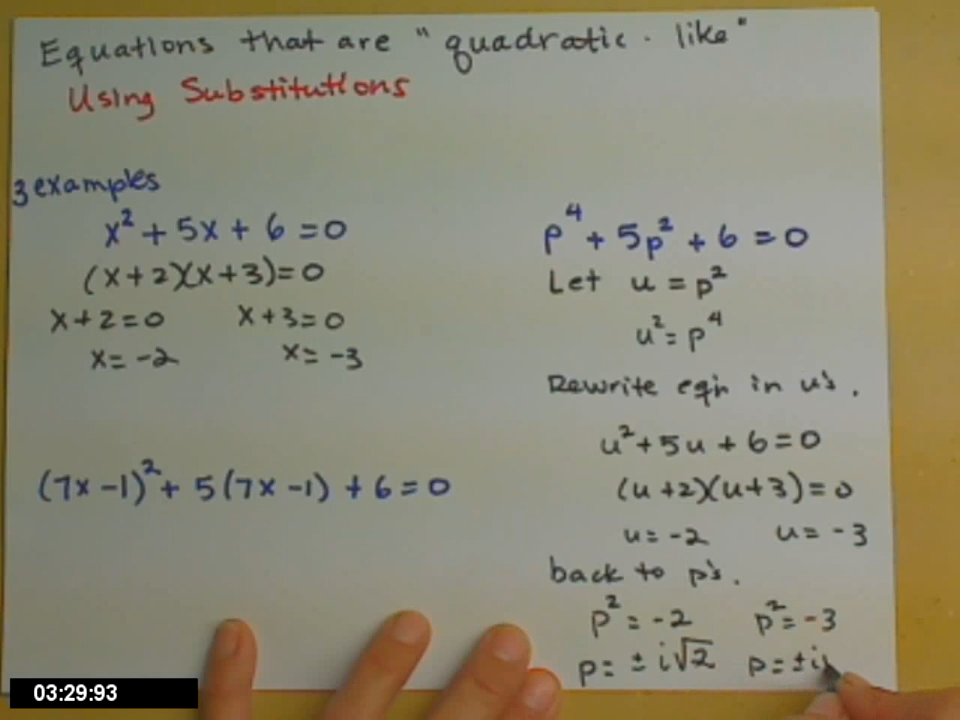 Equations that are "quadratic-like"
Using Substitutions
3 examples
x² + 5x + 6 = 0
(x+2)(x+3)=0
x+2=0 x+3=0
x=-2 x=-3
(7x-1)² + 5(7x-1) + 6 = 0
p⁴ + 5p² + 6 = 0
Let u = p²
u² = p⁴
Rewrite eq'n in u's.
u² + 5u + 6 = 0
(u+2)(u+3)=0
u=-2 u=-3
back to p's.
p² = -2 p² = -3
p = ± i√2 p = ± i
03:29:93